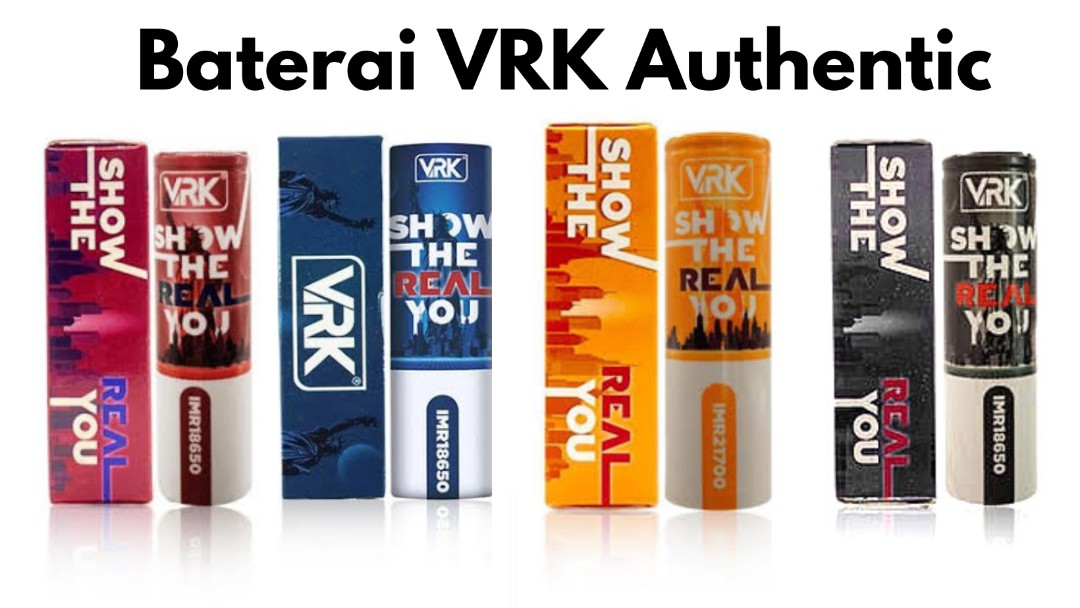 Baterai VRK Authentic
SHOW
THE
REAL
YOU
VRK
SHOW
THE
REAL
YOU
IMR18650
VRK
®
VRK
SHOW
THE
REAL
YOU
IMR18650
SHOW
THE
REAL
YOU
VRK
SHOW
THE
REAL
YOU
IMR21700
SHOW
THE
REAL
YOU
VRK
SHOW
THE
REAL
YOU
IMR18650